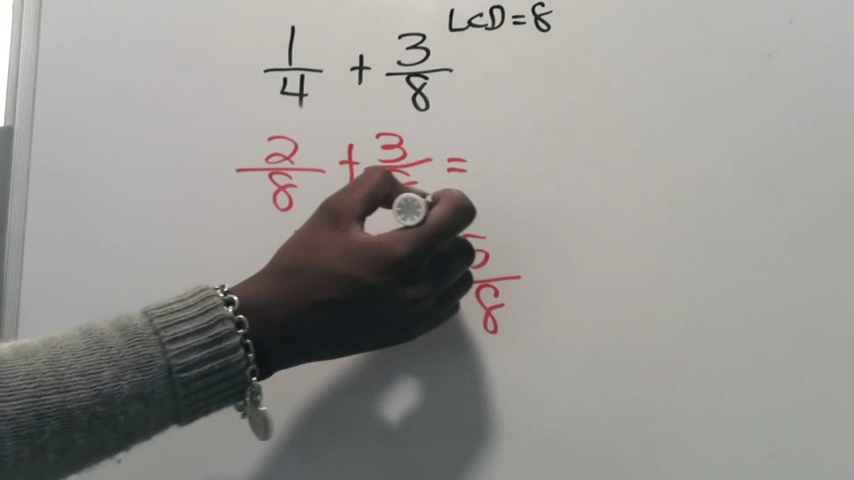 1/4 + 3/8 LCD=8
2/8 + 3/8 =
5/8